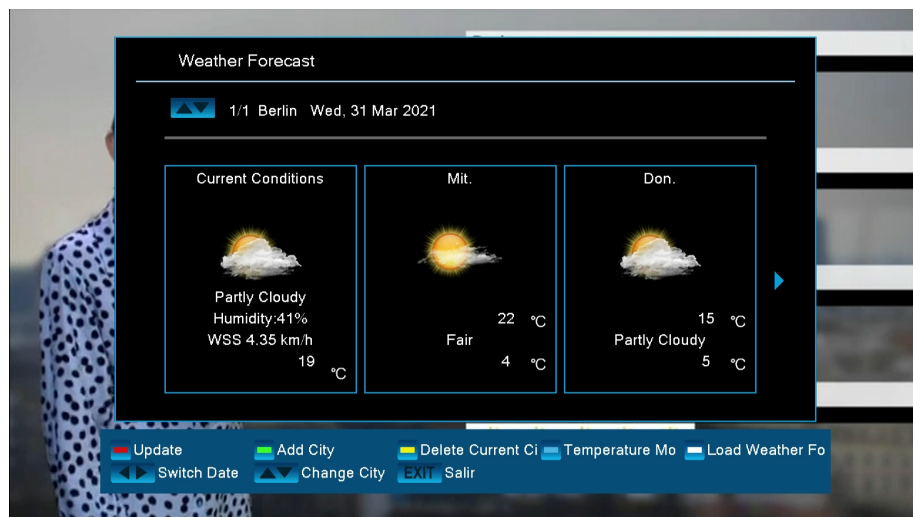 Weather Forecast
1/1 Berlin Wed, 31 Mar 2021
Current Conditions
Partly Cloudy
Humidity:41%
WSS 4.35 km/h
19 °C
Mit.
22 °C
Fair
4 °C
Don.
15 °C
Partly Cloudy
5 °C
Update Add City Delete Current Ci Temperature Mo Load Weather Fo
Switch Date Change City EXIT Salir